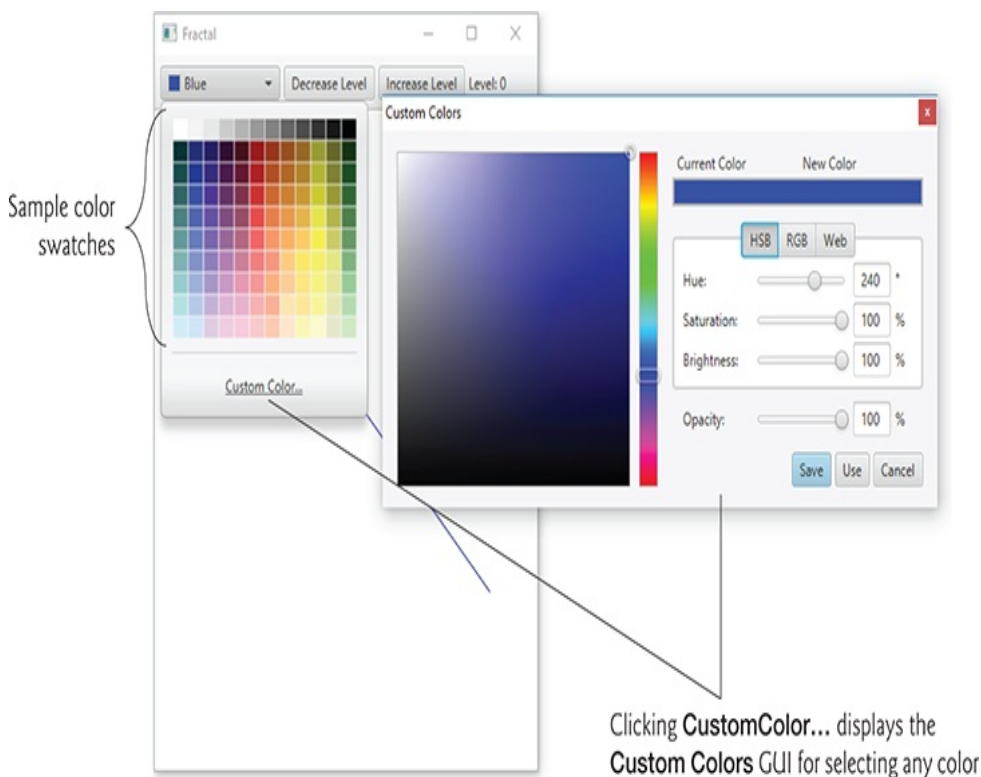 Fractal
Blue
Decrease Level
Increase Level
Level: 0
Custom Colors
x
Current Color
New Color
Sample color
swatches
HSB
RGB
Web
Hue:
240
°
Saturation:
100
%
Brightness:
100
%
Custom Color...
Opacity:
100
%
Save
Use
Cancel
Clicking CustomColor... displays the
Custom Colors GUI for selecting any color